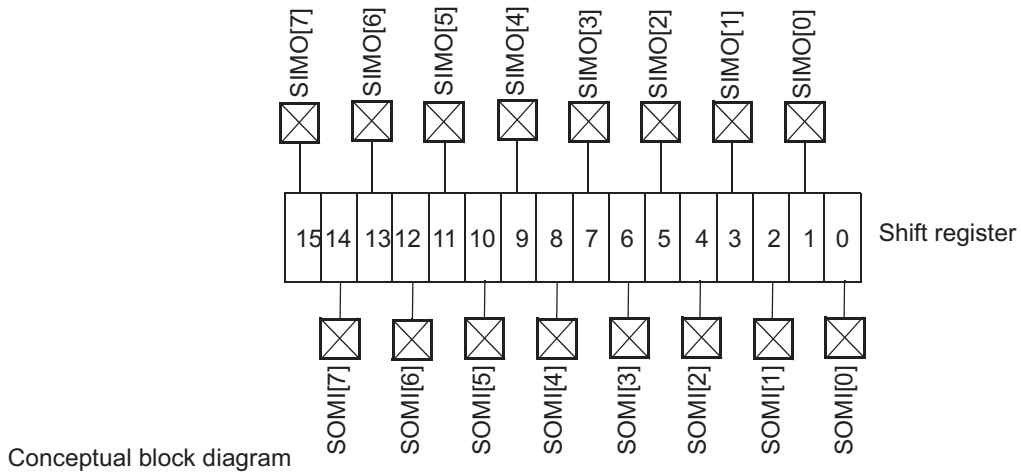 SIMO[7] SIMO[6] SIMO[5] SIMO[4] SIMO[3] SIMO[2] SIMO[1] SIMO[0]
15 14 13 12 11 10 9 8 7 6 5 4 3 2 1 0 Shift register
SOMI[7] SOMI[6] SOMI[5] SOMI[4] SOMI[3] SOMI[2] SOMI[1] SOMI[0]
Conceptual block diagram